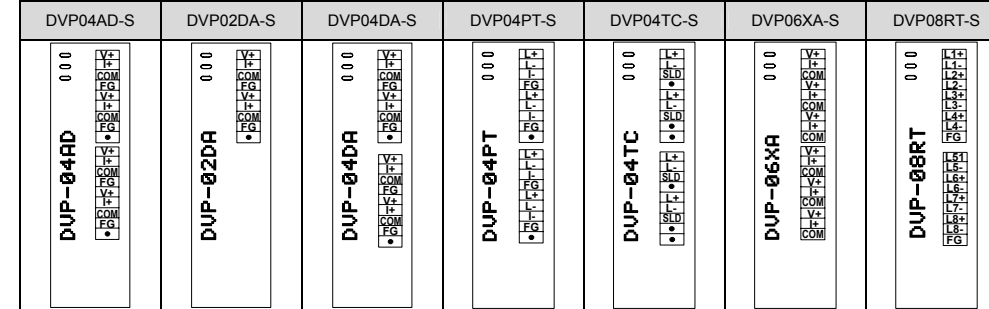 DVP04AD-S
DVP02DA-S
DVP04DA-S
DVP04PT-S
DVP04TC-S
DVP06XA-S
DVP08RT-S
DVP-04AD
V+
I+
COM
FG
V+
I+
COM
FG
•
V+
I+
COM
FG
V+
I+
COM
FG
•
DVP-02DA
V+
I+
COM
FG
V+
I+
COM
FG
•
DVP-04DA
V+
I+
COM
FG
V+
I+
COM
FG
•
V+
I+
COM
FG
V+
I+
COM
FG
•
DVP-04PT
L+
L-
I-
FG
L+
L-
I-
FG
•
L+
L-
I-
FG
L+
L-
I-
FG
•
DVP-04TC
L+
L-
SLD
•
L+
L-
SLD
•
•
L+
L-
SLD
•
L+
L-
SLD
•
•
DVP-06XA
V+
I+
COM
V+
I+
COM
V+
I+
COM
V+
I+
COM
V+
I+
COM
V+
I+
COM
DVP-08RT
L1+
L1-
L2+
L2-
L3+
L3-
L4+
L4-
FG
L51
L5-
L6+
L6-
L7+
L7-
L8+
L8-
FG